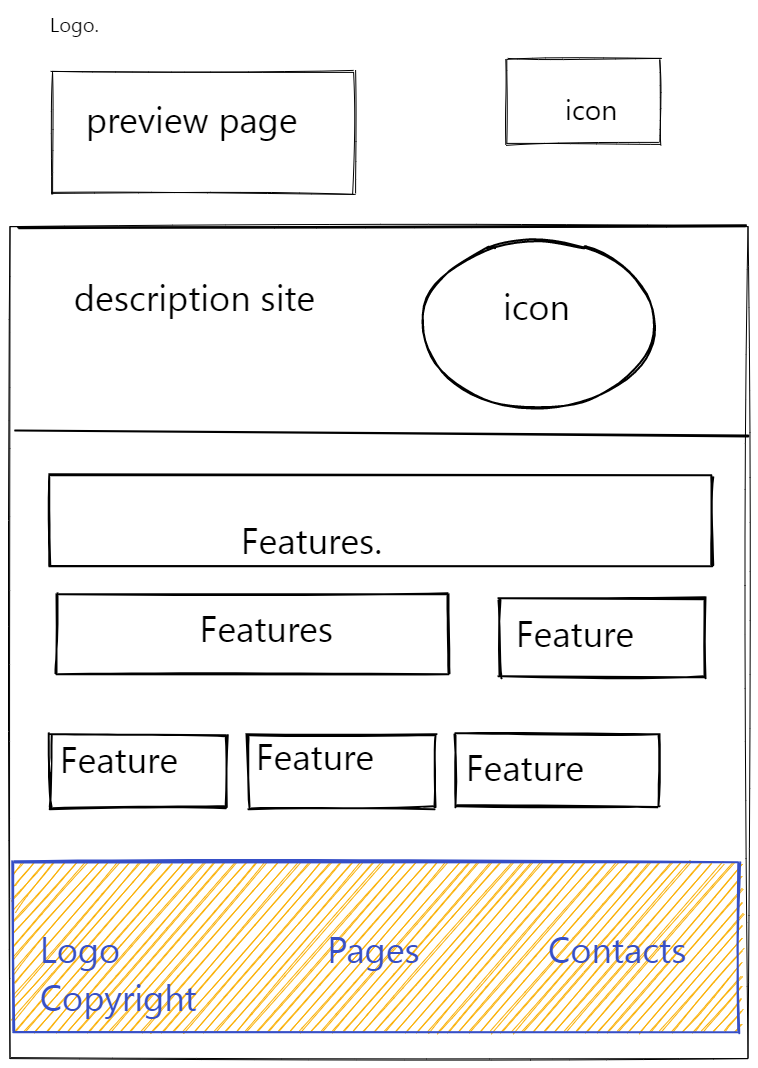 Logo.
preview page
icon
description site
icon
Features.
Features
Feature
Feature
Feature
Feature
Logo
Pages
Contacts
Copyright